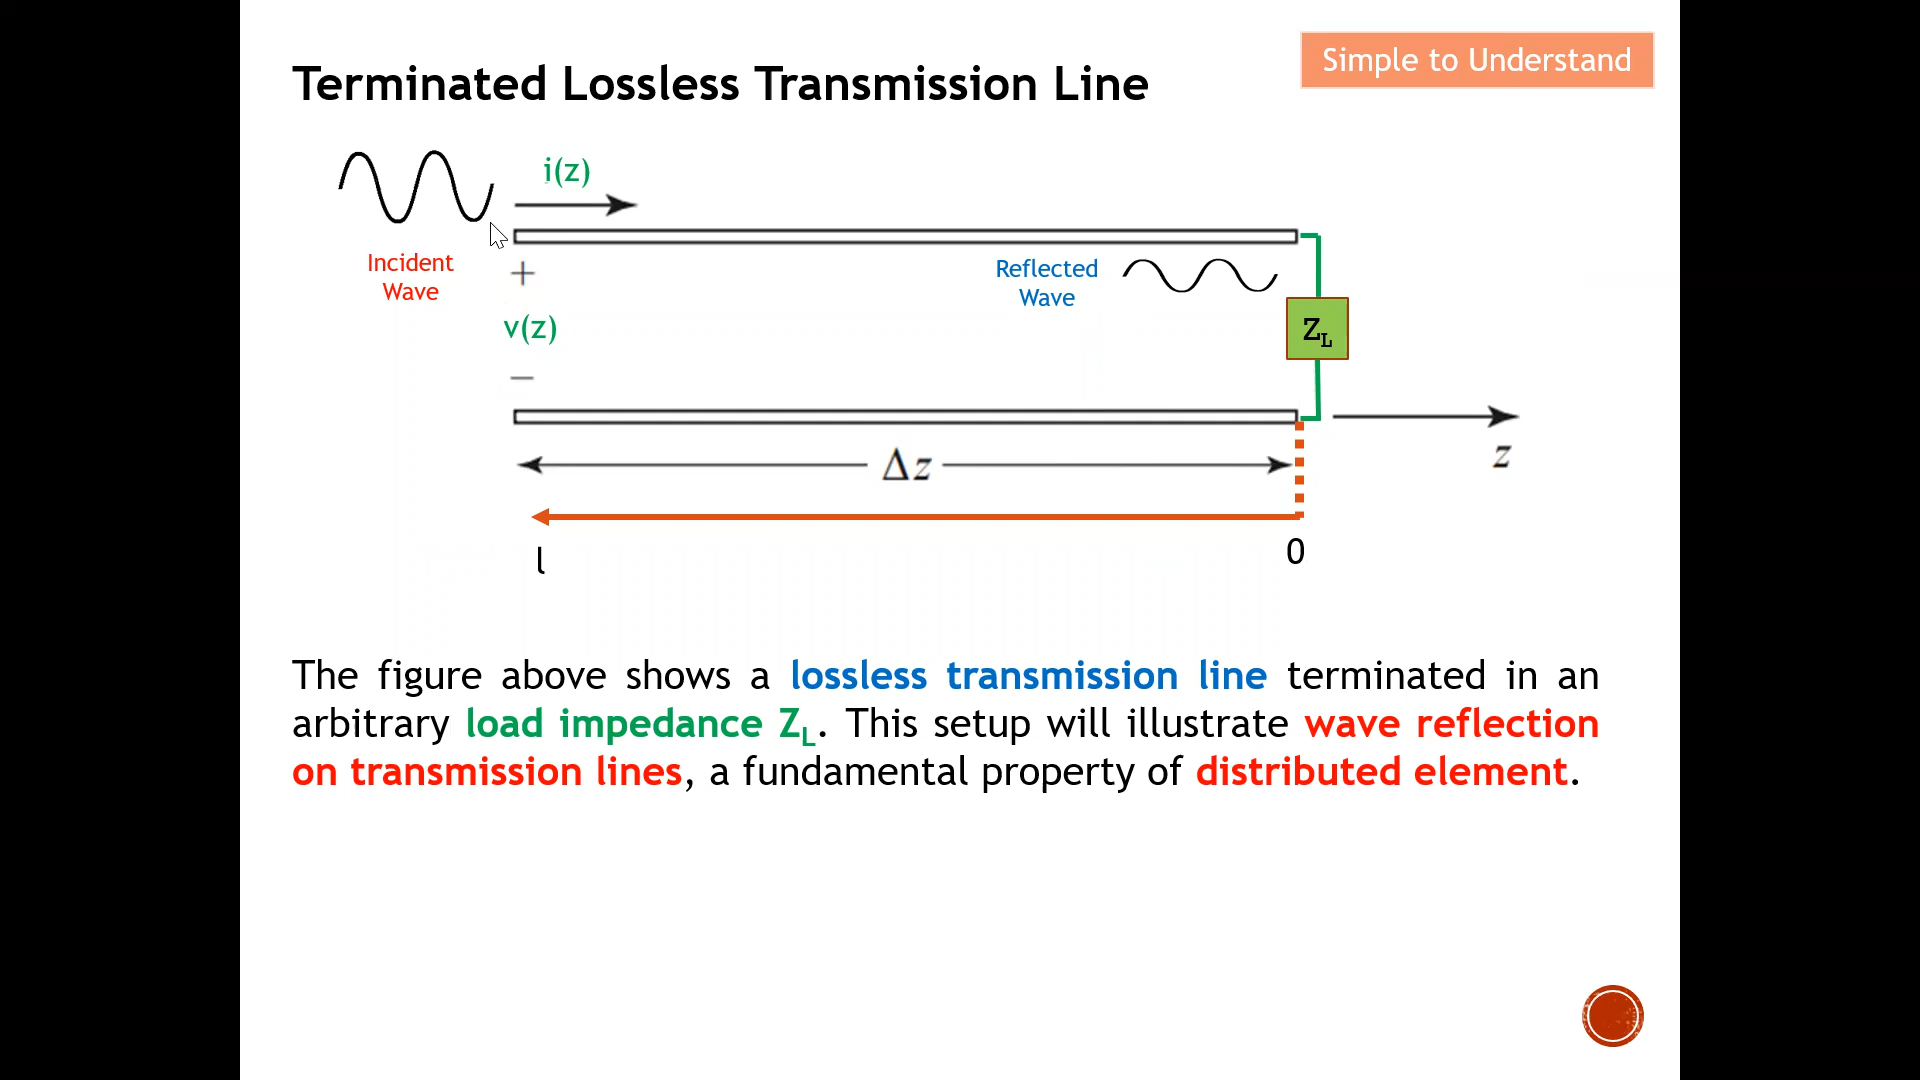 Simple to Understand
Terminated Lossless Transmission Line
i(z)
Incident
Wave
+
Reflected
Wave
v(z)
Z_L
−
Δz
z
l
0
The figure above shows a lossless transmission line terminated in an
arbitrary load impedance Z_L. This setup will illustrate wave reflection
on transmission lines, a fundamental property of distributed element.